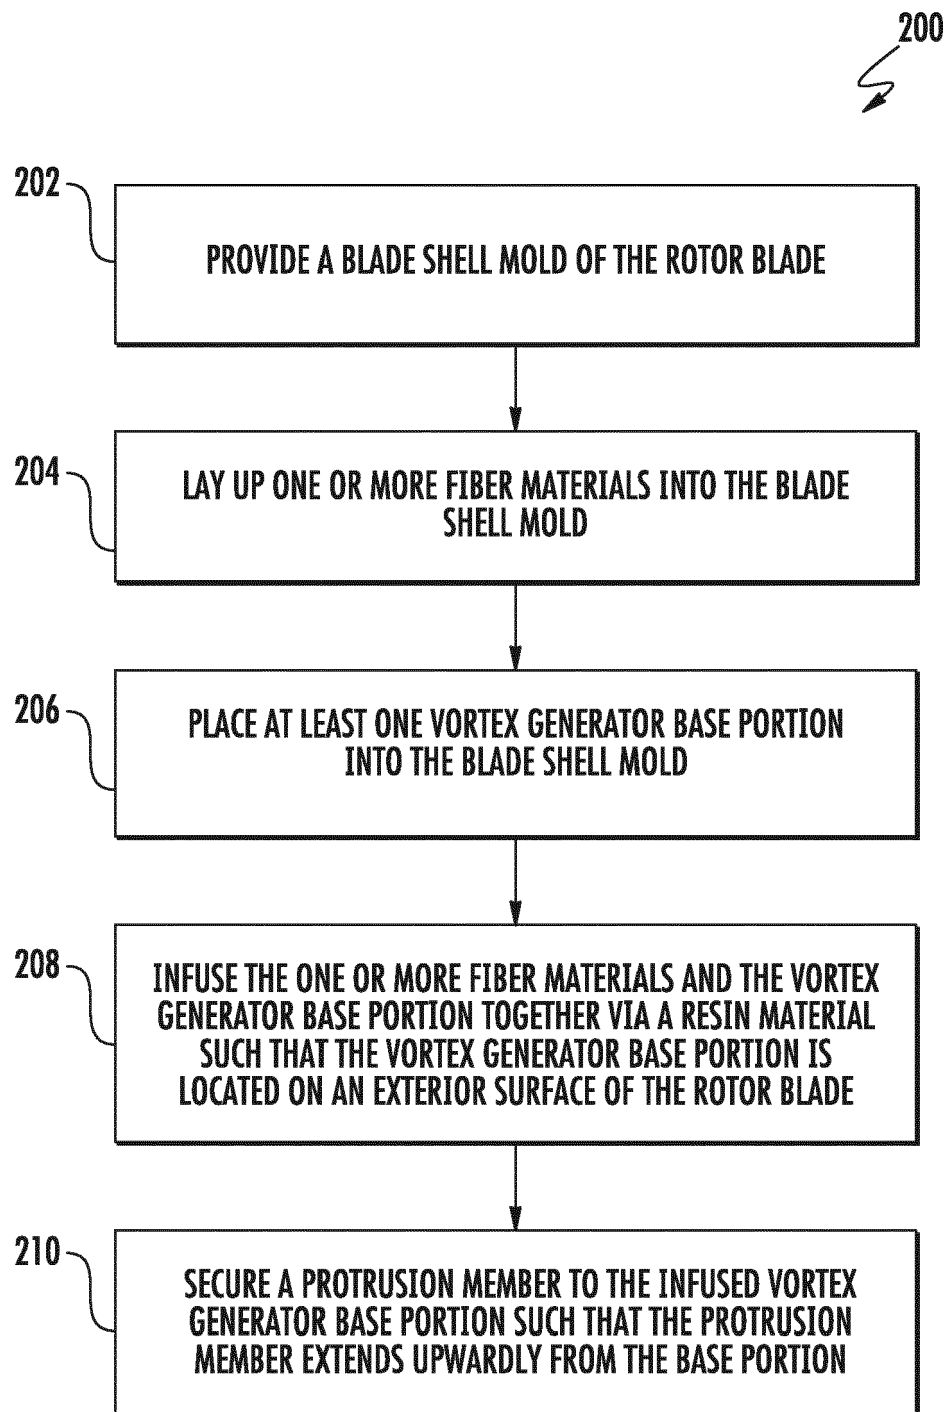 200
202
PROVIDE A BLADE SHELL MOLD OF THE ROTOR BLADE
204
LAY UP ONE OR MORE FIBER MATERIALS INTO THE BLADE
SHELL MOLD
206
PLACE AT LEAST ONE VORTEX GENERATOR BASE PORTION
INTO THE BLADE SHELL MOLD
208
INFUSE THE ONE OR MORE FIBER MATERIALS AND THE VORTEX
GENERATOR BASE PORTION TOGETHER VIA A RESIN MATERIAL
SUCH THAT THE VORTEX GENERATOR BASE PORTION IS
LOCATED ON AN EXTERIOR SURFACE OF THE ROTOR BLADE
210
SECURE A PROTRUSION MEMBER TO THE INFUSED VORTEX
GENERATOR BASE PORTION SUCH THAT THE PROTRUSION
MEMBER EXTENDS UPWARDLY FROM THE BASE PORTION